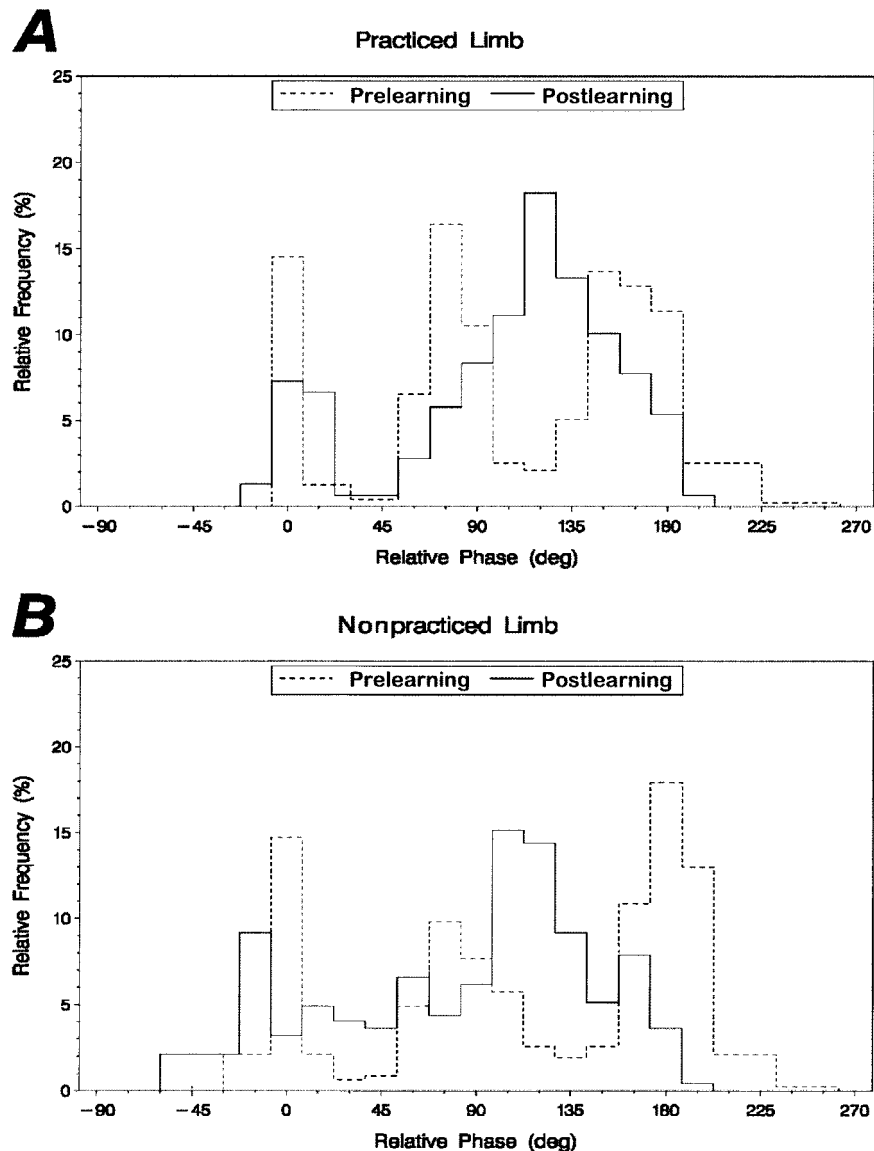 A
Practiced Limb
25
20
15
10
5
0
Relative Frequency (%)
Prelearning Postlearning
−90 −45 0 45 90 135 180 225 270
Relative Phase (deg)
B
Nonpracticed Limb
25
20
15
10
5
0
Relative Frequency (%)
Prelearning Postlearning
−90 −45 0 45 90 135 180 225 270
Relative Phase (deg)